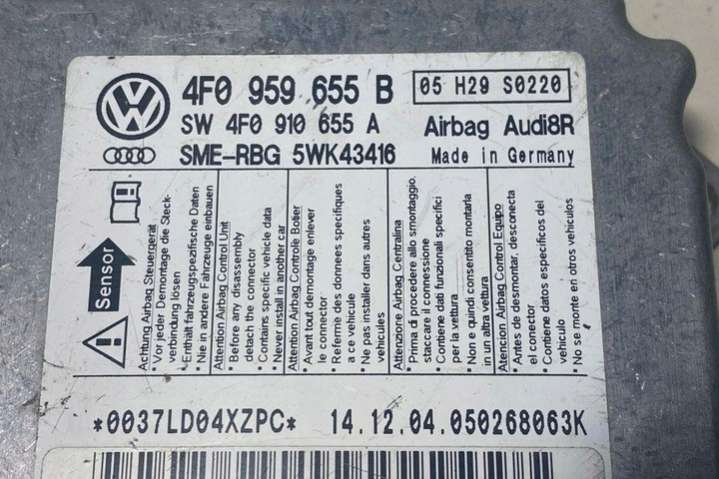 4F0 959 655 B
05 H29 S0220
SW 4F0 910 655 A
Airbag Audi8R
SME-RBG 5WK43416
Made in Germany
Sensor
Achtung Airbag Steuergerät
• Vor jeder Demontage die Steck-
verbindung lösen
• Enthält fahrzeugspezifische Daten
• Nie in andere Fahrzeuge einbauen
Attention Airbag Control Unit
• Before any disassembly
detach the connector
• Contains specific vehicle data
• Never install in another car
Attention Airbag Controle Boîier
• Avant tout demontage enlever
le connector
• Referme des donnees specifiques
a ce vehicule
• Ne pas installer dans autres
vehicules
Attenzione Airbag Centralina
• Prima di procedere allo smontaggio,
staccare il connessione
• Contiene dati funzionali specifici
per la vettura
• Non e quindi consentito montarla
in un altra vettura
Atencion Airbag Control Equipo
• Antes de desmontar, desconecta
el conector
• Contiene datos especificos del
vehiculo
• No se monte en otros vehiculos
*0037LD04XZPC*
14.12.04.050268063K